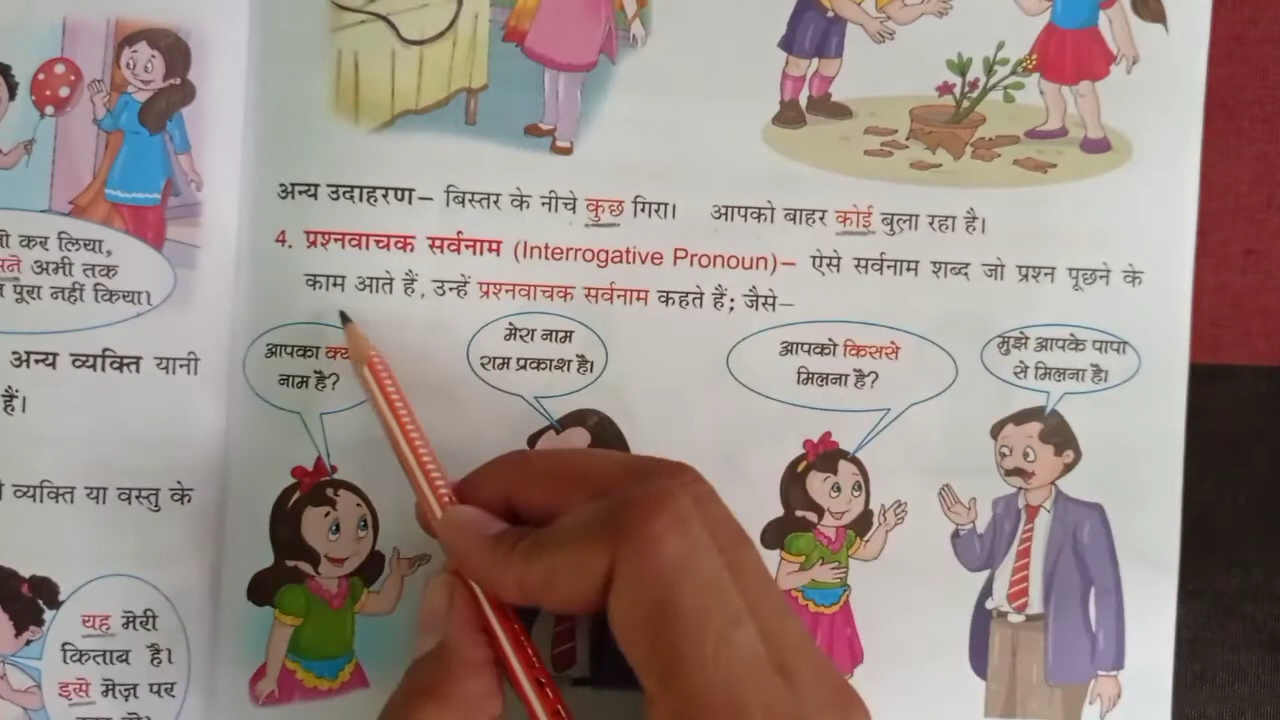 कर लिया,
अभी तक
पूरा नहीं किया।
अन्य व्यक्ति यानी
हैं।
व्यक्ति या वस्तु के
यह मेरी
किताब है।
इसे मेज़ पर
अन्य उदाहरण– बिस्तर के नीचे कुछ गिरा। आपको बाहर कोई बुला रहा है।
4. प्रश्नवाचक सर्वनाम (Interrogative Pronoun)– ऐसे सर्वनाम शब्द जो प्रश्न पूछने के
काम आते हैं, उन्हें प्रश्नवाचक सर्वनाम कहते हैं; जैसे–
आपका
नाम है?
मेरा नाम
राम प्रकाश है।
आपको किससे
मिलना है?
मुझे आपके पापा
से मिलना है।